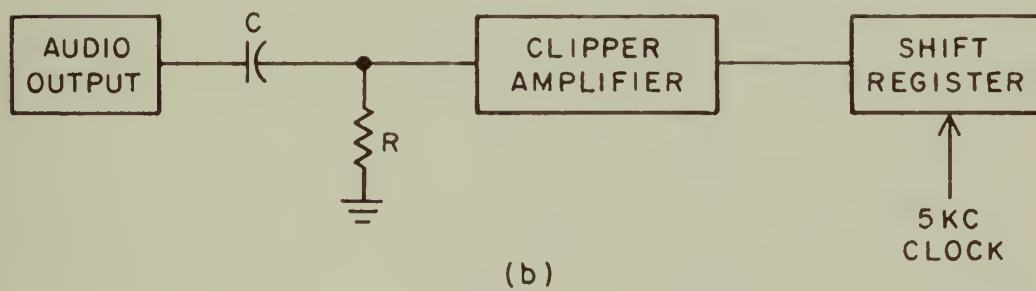 AUDIO
OUTPUT
C
R
CLIPPER
AMPLIFIER
SHIFT
REGISTER
5KC
CLOCK
(b)